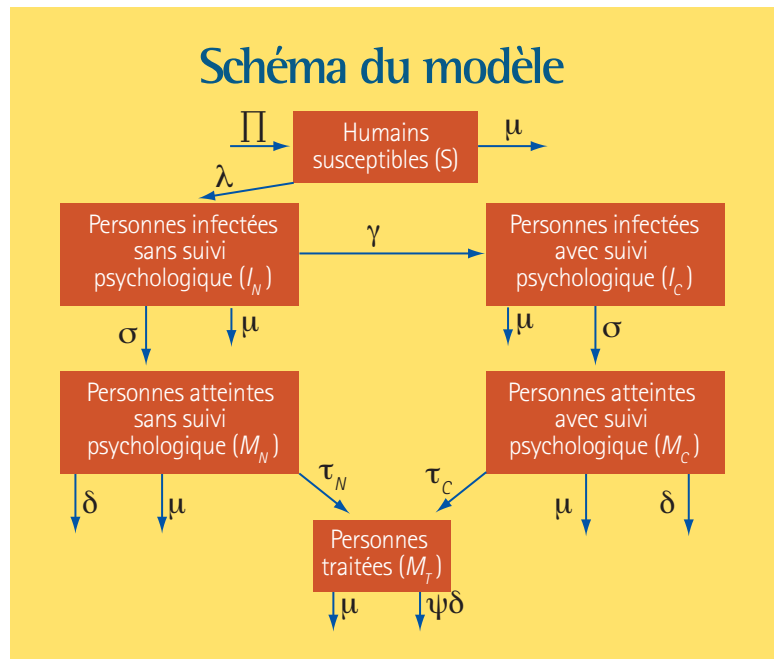 Schéma du modèle
∏
Humains
susceptibles (S)
μ
λ
Personnes infectées
sans suivi
psychologique (I_N)
γ
Personnes infectées
avec suivi
psychologique (I_C)
σ
μ
μ
σ
Personnes atteintes
sans suivi
psychologique (M_N)
Personnes atteintes
avec suivi
psychologique (M_C)
δ
μ
τ_N
τ_C
μ
δ
Personnes
traitées (M_T)
μ
ψδ